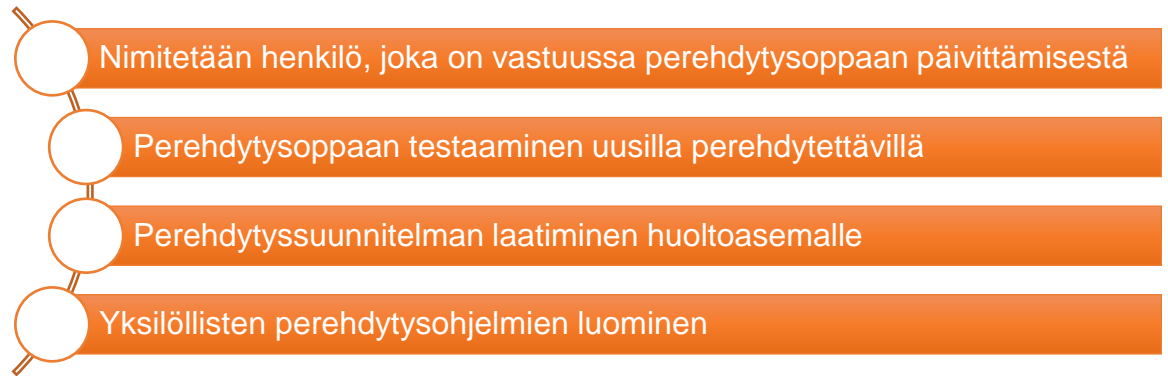 Nimitetään henkilö, joka on vastuussa perehdytysoppaan päivittämisestä
Perehdytysoppaan testaaminen uusilla perehdytettävillä
Perehdytyssuunnitelman laatiminen huoltoasemalle
Yksilöllisten perehdytysohjelmien luominen